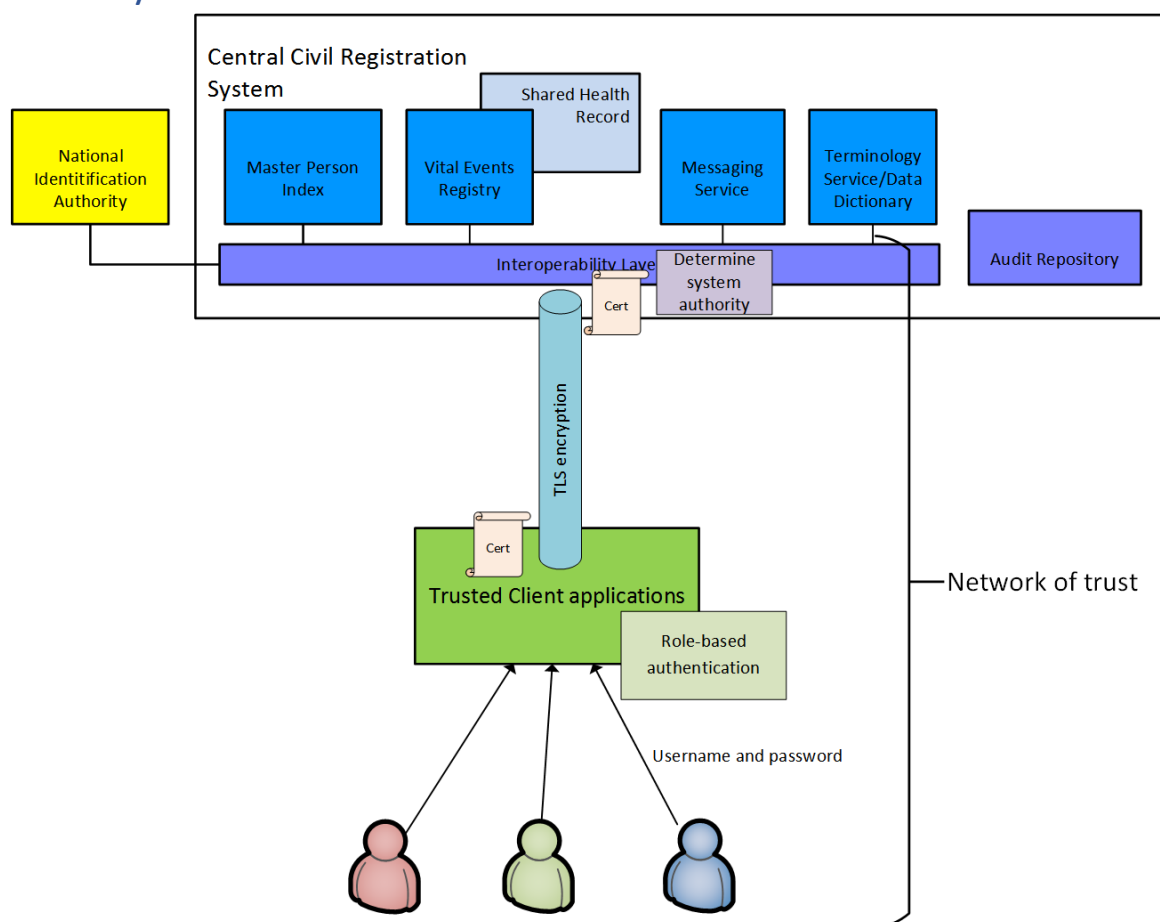 Central Civil Registration
System
Shared Health
Record
National
Identitification
Authority
Master Person
Index
Vital Events
Registry
Messaging
Service
Terminology
Service/Data
Dictionary
Audit Repository
Interoperability Laye
Determine
system
authority
Cert
TLS encryption
Cert
Trusted Client applications
Role-based
authentication
Network of trust
Username and password